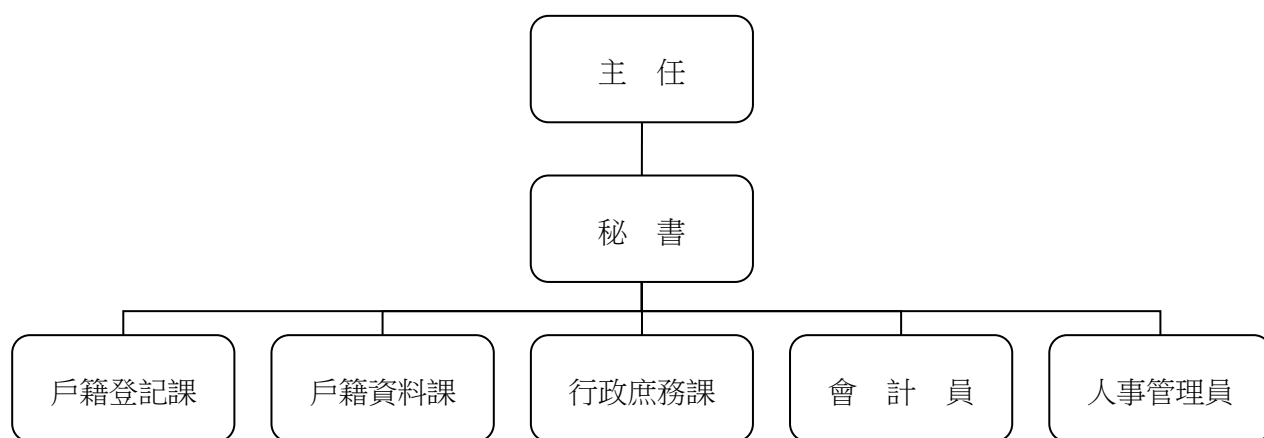 主　任
秘　書
戶籍登記課
戶籍資料課
行政庶務課
會　計　員
人事管理員